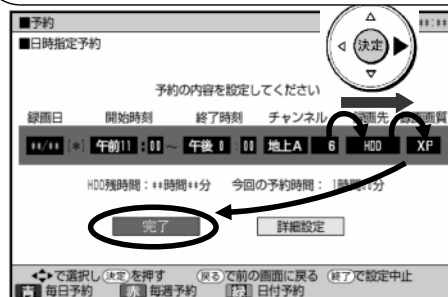 ■予約
**:**
■日時指定予約
決定
予約の内容を設定してください
録画日 開始時刻 終了時刻 チャンネル 録画先 録画画質
**/** [*] 午前11:00 ~ 午後 0:00 地上A 6 HDD XP
HDD残時間：**時間**分 今回の予約時間： 1時間**分
完了 詳細設定
で選択し 決定 を押す 戻る で前の画面に戻る 終了 で設定中止
青 毎日予約 赤 毎週予約 緑 日付予約